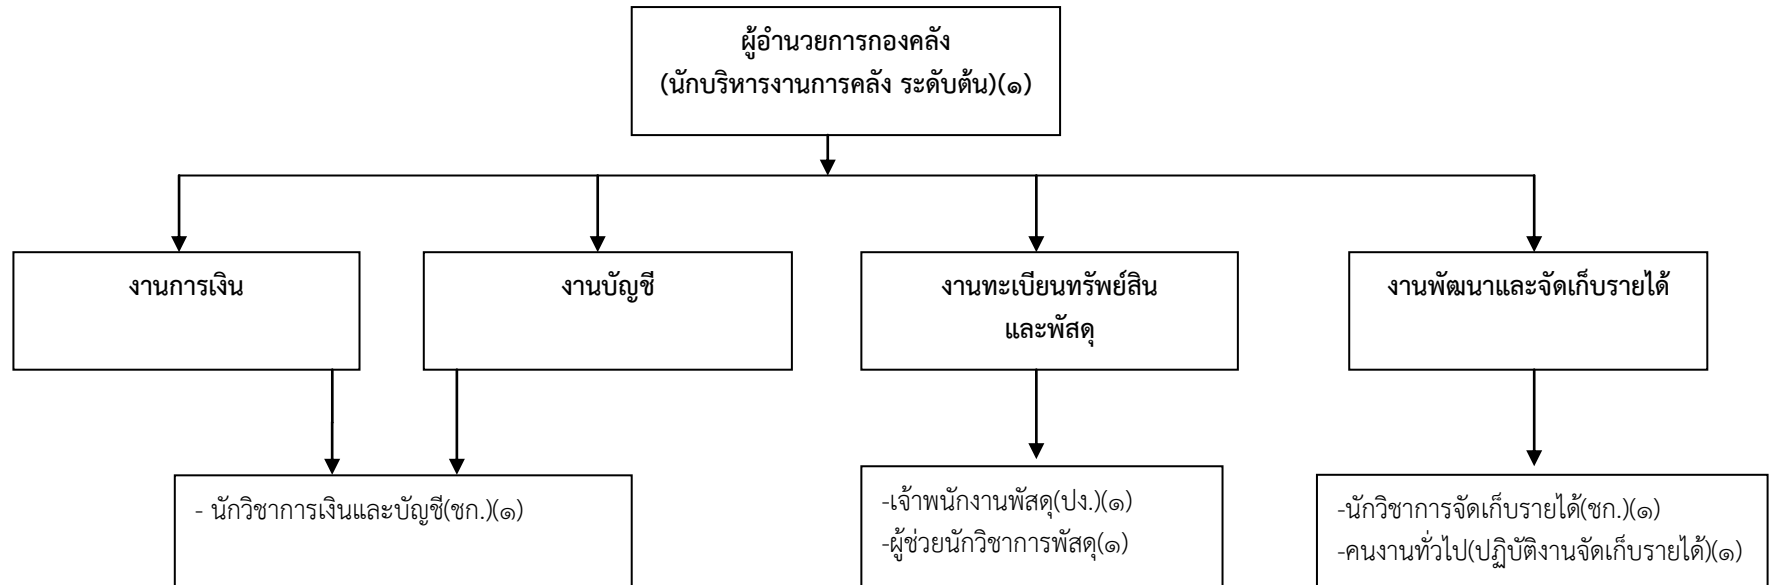 ผู้อำนวยการกองคลัง
(นักบริหารงานการคลัง ระดับต้น)(๑)
งานการเงิน
งานบัญชี
งานทะเบียนทรัพย์สิน
และพัสดุ
งานพัฒนาและจัดเก็บรายได้
- นักวิชาการเงินและบัญชี(ชก.)(๑)
-เจ้าพนักงานพัสดุ(ปง.)(๑)
-ผู้ช่วยนักวิชาการพัสดุ(๑)
-นักวิชาการจัดเก็บรายได้(ชก.)(๑)
-คนงานทั่วไป(ปฏิบัติงานจัดเก็บรายได้)(๑)